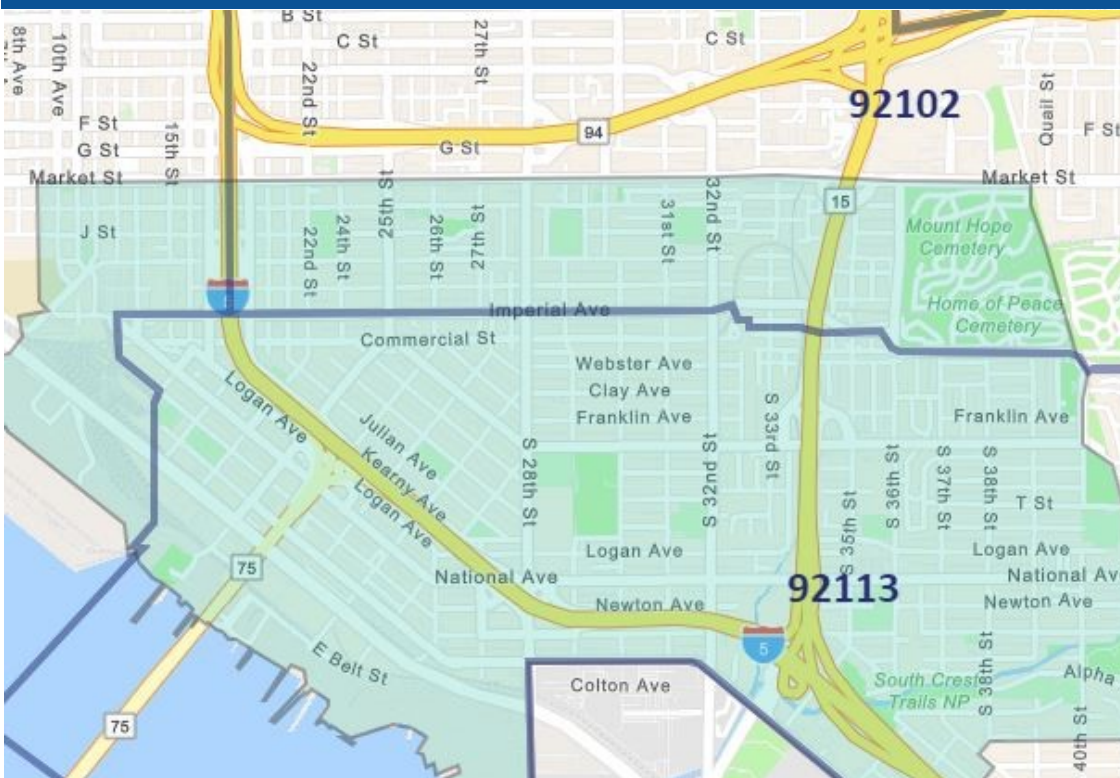 B St
C St
C St
8th Ave
10th Ave
22nd St
27th St
92102
Quail St
F St
94
F St
15th St
G St
G St
Market St
Market St
25th St
32nd St
15
J St
22nd St
24th St
26th St
27th St
31st St
Mount Hope
Cemetery
Imperial Ave
Home of Peace
Cemetery
Commercial St
Webster Ave
Clay Ave
Franklin Ave
Franklin Ave
Logan Ave
Julian Ave
Kearny Ave
Logan Ave
S 28th St
S 32nd St
S 33rd St
S 35th St
S 36th St
S 37th St
S 38th St
T St
Logan Ave
Logan Ave
75
National Ave
National Av
92113
Newton Ave
Newton Ave
5
E Belt St
Colton Ave
South Crest
Trails NP
S 38th St
Alpha
75
40th St